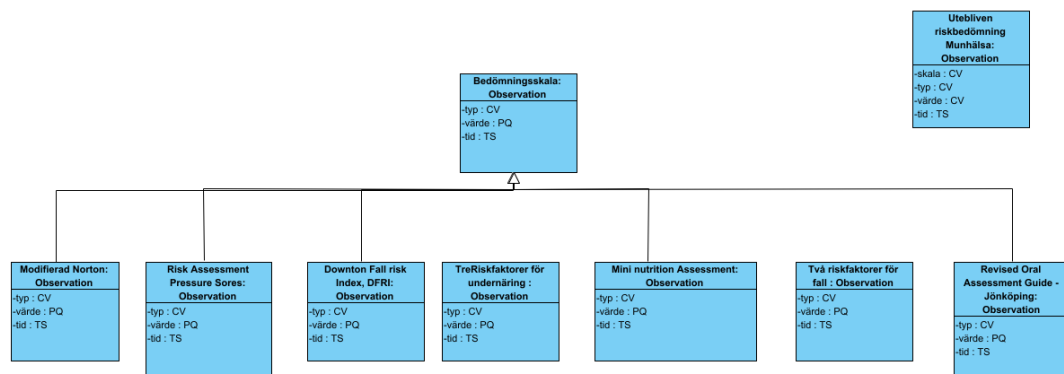 Utebliven
riskbedömning
Munhälsa:
Observation
-skala : CV
-typ : CV
-värde : CV
-tid : TS
Bedömningsskala:
Observation
-typ : CV
-värde : PQ
-tid : TS
Modifierad Norton:
Observation
-typ : CV
-värde : PQ
-tid : TS
Risk Assessment
Pressure Sores:
Observation
-typ : CV
-värde : PQ
-tid : TS
Downton Fall risk
Index, DFRI:
Observation
-typ : CV
-värde : PQ
-tid : TS
TreRiskfaktorer för
undernäring :
Observation
-typ : CV
-värde : PQ
-tid : TS
Mini nutrition Assessment:
Observation
-typ : CV
-värde : PQ
-tid : TS
Två riskfaktorer för
fall : Observation
-typ : CV
-värde : PQ
-tid : TS
Revised Oral
Assessment Guide -
Jönköping:
Observation
-typ : CV
-värde : PQ
-tid : TS